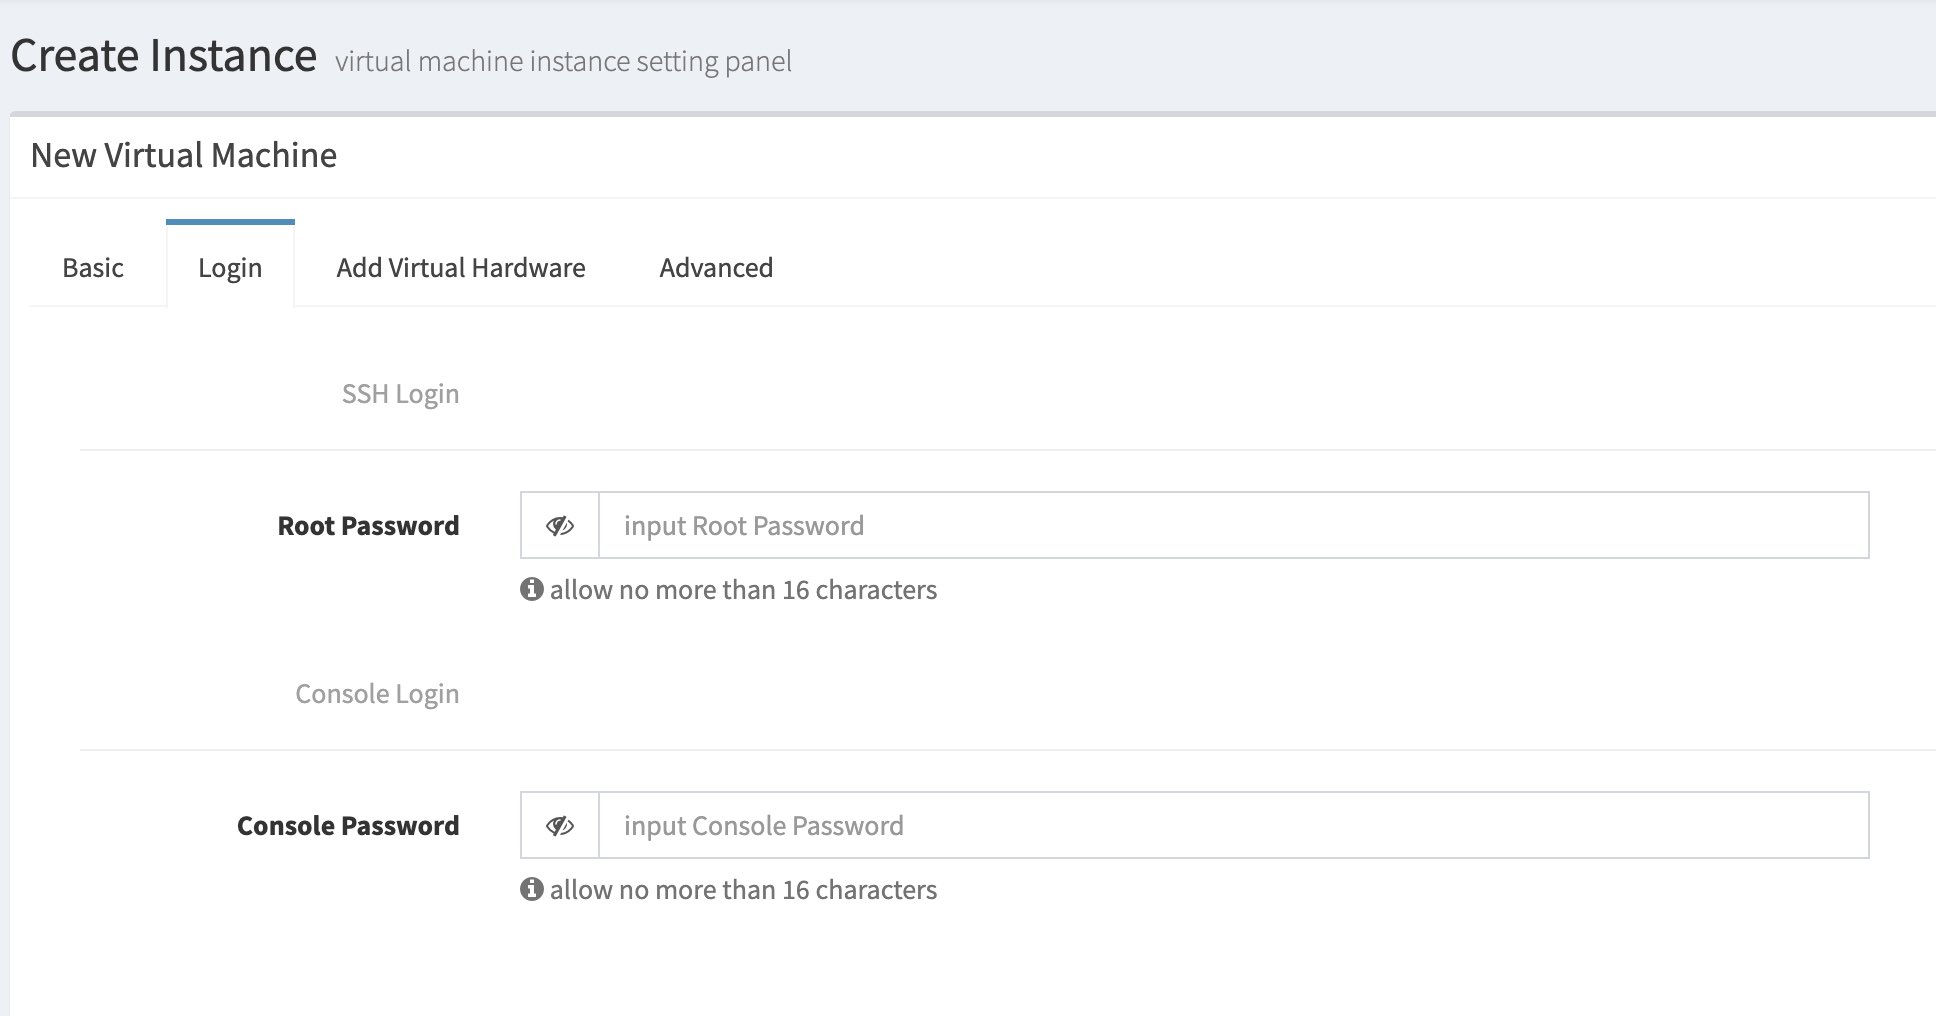 Create Instance virtual machine instance setting panel
New Virtual Machine
Basic Login Add Virtual Hardware Advanced
SSH Login
Root Password input Root Password
allow no more than 16 characters
Console Login
Console Password input Console Password
allow no more than 16 characters